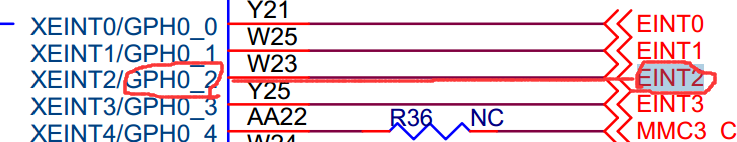 XEINT0/GPH0_0 Y21 EINT0
XEINT1/GPH0_1 W25 EINT1
XEINT2/GPH0_2 W23 EINT2
XEINT3/GPH0_3 Y25 EINT3
XEINT4/GPH0_4 AA22 R36 NC MMC3 C
W24